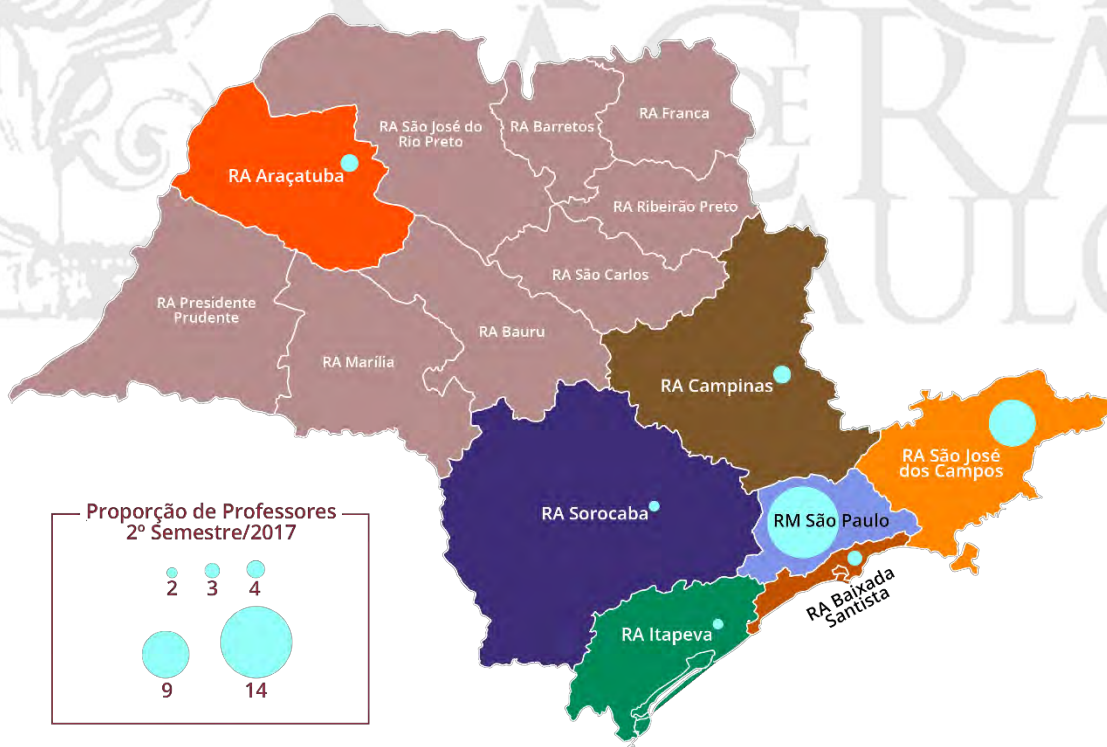 RA São José do
Rio Preto
RA Barretos
RA Franca
RA Araçatuba
RA Ribeirão Preto
RA São Carlos
RA Presidente
Prudente
RA Bauru
RA Marília
RA Campinas
RA São José
dos Campos
RA Sorocaba
RM São Paulo
RA Baixada
Santista
RA Itapeva
Proporção de Professores
2º Semestre/2017
2 3 4
9 14